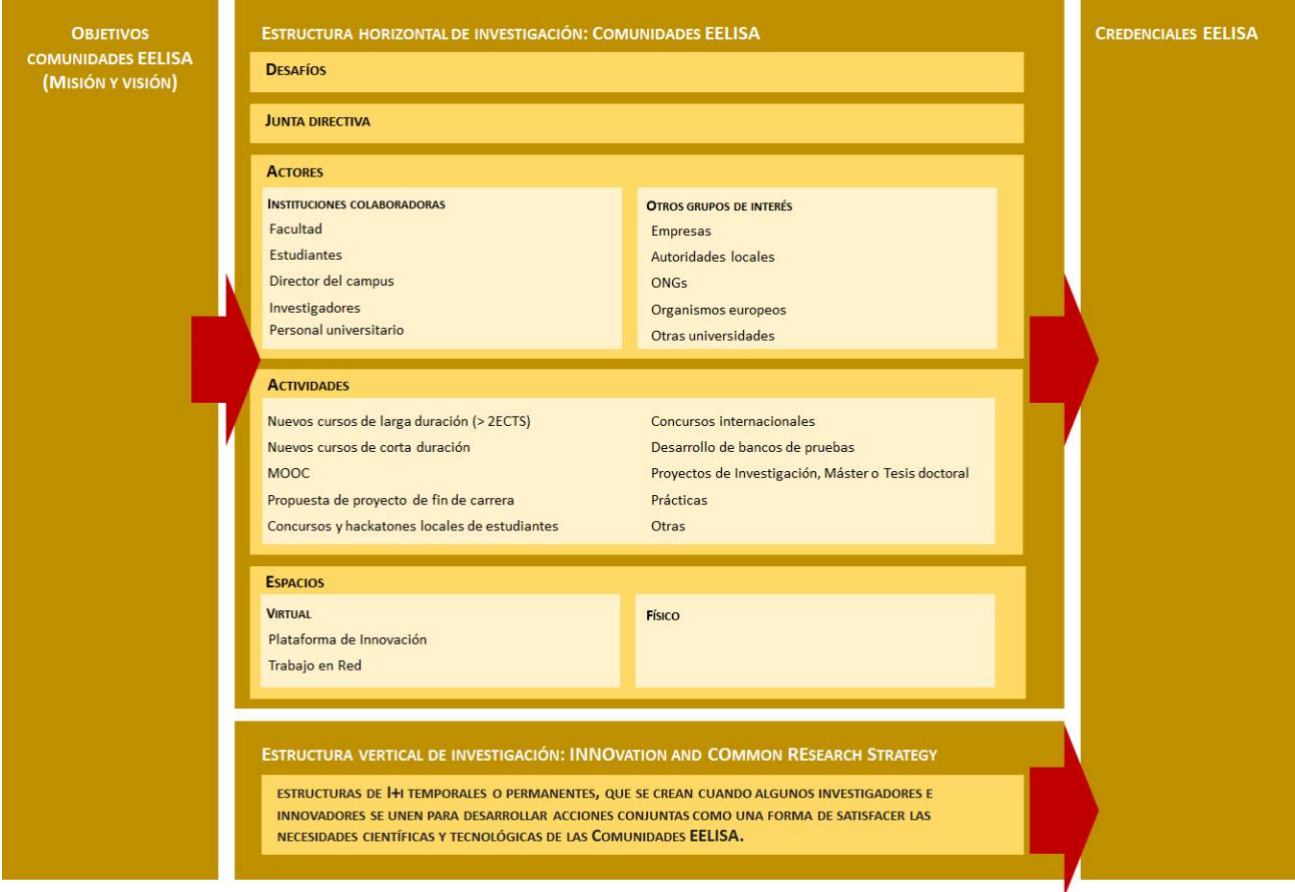 OBJETIVOS
COMUNIDADES EELISA
(MISIÓN Y VISIÓN)
ESTRUCTURA HORIZONTAL DE INVESTIGACIÓN: COMUNIDADES EELISA
DESAFÍOS
JUNTA DIRECTIVA
ACTORES
INSTITUCIONES COLABORADORAS
Facultad
Estudiantes
Director del campus
Investigadores
Personal universitario
OTROS GRUPOS DE INTERÉS
Empresas
Autoridades locales
ONGs
Organismos europeos
Otras universidades
ACTIVIDADES
Nuevos cursos de larga duración (> 2ECTS)
Nuevos cursos de corta duración
MOOC
Propuesta de proyecto de fin de carrera
Concursos y hackatones locales de estudiantes
Concursos internacionales
Desarrollo de bancos de pruebas
Proyectos de Investigación, Máster o Tesis doctoral
Prácticas
Otras
ESPACIOS
VIRTUAL
Plataforma de Innovación
Trabajo en Red
FÍSICO
ESTRUCTURA VERTICAL DE INVESTIGACIÓN: INNOVATION AND COMMON RESEARCH STRATEGY
ESTRUCTURAS DE I+I TEMPORALES O PERMANENTES, QUE SE CREAN CUANDO ALGUNOS INVESTIGADORES E
INNOVADORES SE UNEN PARA DESARROLLAR ACCIONES CONJUNTAS COMO UNA FORMA DE SATISFACER LAS
NECESIDADES CIENTÍFICAS Y TECNOLÓGICAS DE LAS COMUNIDADES EELISA.
CREDENCIALES EELISA